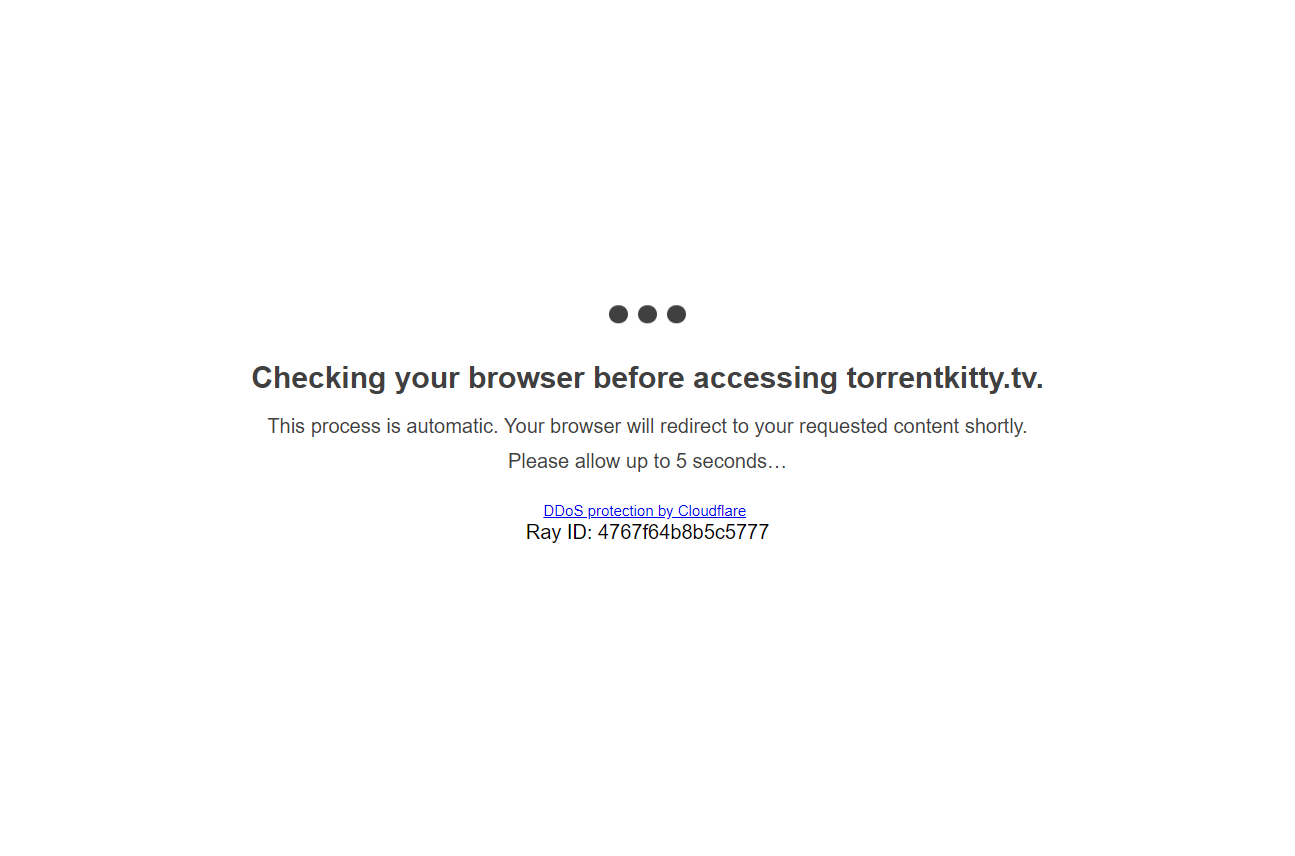 Checking your browser before accessing torrentkitty.tv.
This process is automatic. Your browser will redirect to your requested content shortly.
Please allow up to 5 seconds…
DDoS protection by Cloudflare
Ray ID: 4767f64b8b5c5777